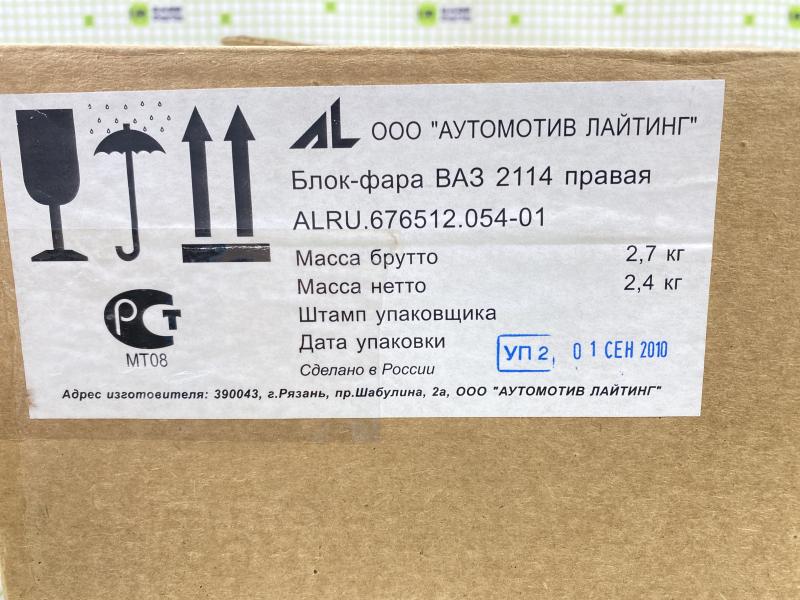 AL ООО "АУТОМОТИВ ЛАЙТИНГ"
Блок-фара ВАЗ 2114 правая
ALRU.676512.054-01
Масса брутто 2,7 кг
Масса нетто 2,4 кг
Штамп упаковщика
Дата упаковки УП 2, 01 СЕН 2010
Сделано в России
РСТ
МТ08
Адрес изготовителя: 390043, г.Рязань, пр.Шабулина, 2а, ООО "АУТОМОТИВ ЛАЙТИНГ"